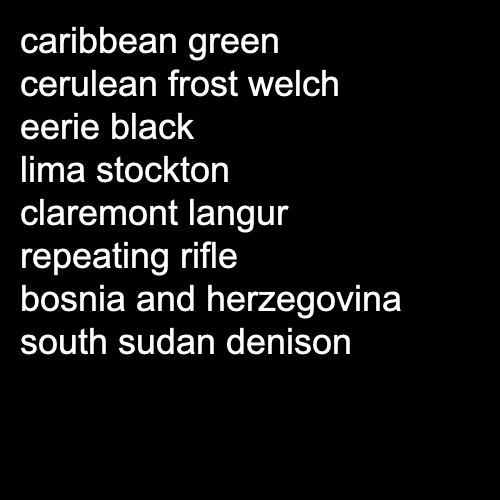 caribbean green
cerulean frost welch
eerie black
lima stockton
claremont langur
repeating rifle
bosnia and herzegovina
south sudan denison